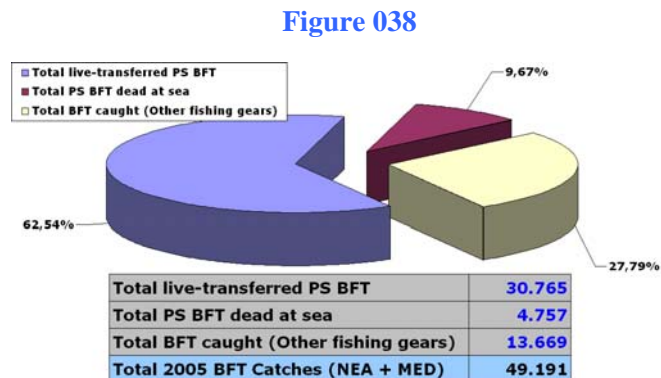 Figure 038
Total live-transferred PS BFT
Total PS BFT dead at sea
Total BFT caught (Other fishing gears)
9,67%
62,54%
27,79%
Total live-transferred PS BFT 30.765
Total PS BFT dead at sea 4.757
Total BFT caught (Other fishing gears) 13.669
Total 2005 BFT Catches (NEA + MED) 49.191